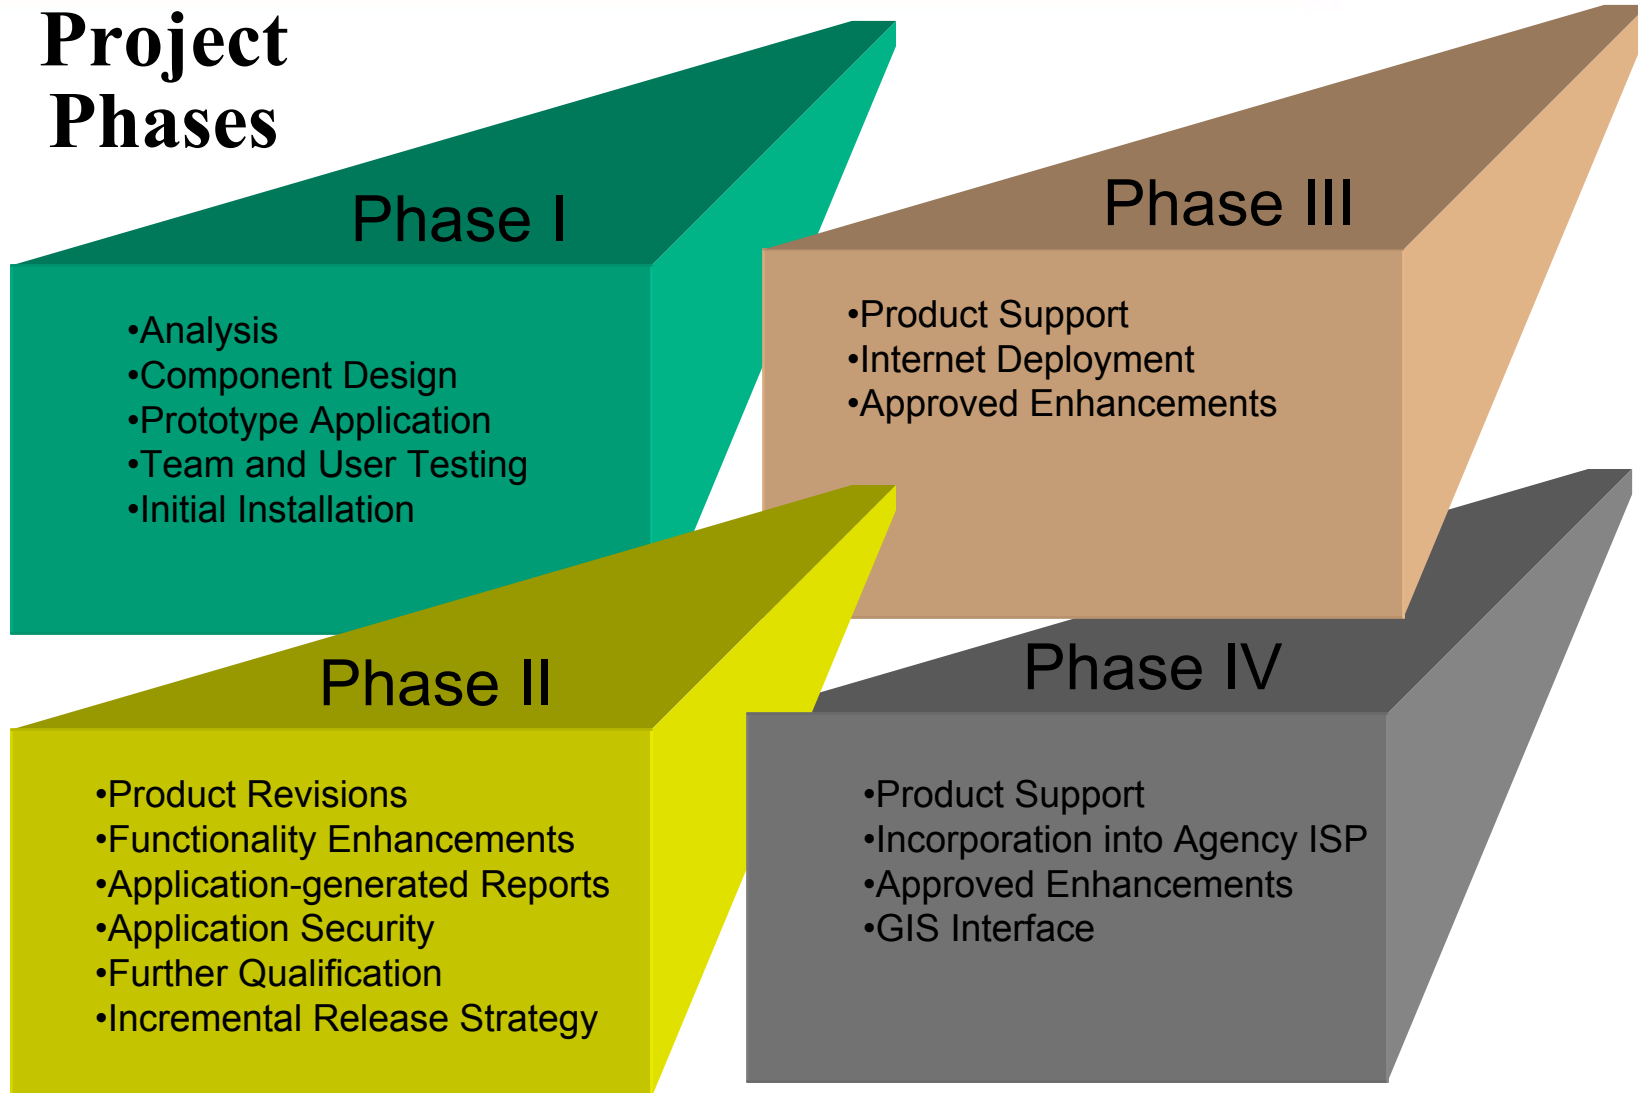 Project
Phases
Phase I
•Analysis
•Component Design
•Prototype Application
•Team and User Testing
•Initial Installation
Phase II
•Product Revisions
•Functionality Enhancements
•Application-generated Reports
•Application Security
•Further Qualification
•Incremental Release Strategy
Phase III
•Product Support
•Internet Deployment
•Approved Enhancements
Phase IV
•Product Support
•Incorporation into Agency ISP
•Approved Enhancements
•GIS Interface